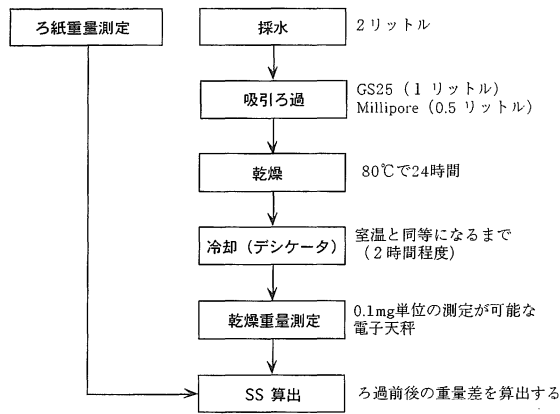 ろ紙重量測定
採水
2リットル
吸引ろ過
GS25（1 リットル）
Millipore（0.5 リットル）
乾燥
80℃で24時間
冷却（デシケータ）
室温と同等になるまで
（2時間程度）
乾燥重量測定
0.1mg単位の測定が可能な
電子天秤
SS 算出
ろ過前後の重量差を算出する